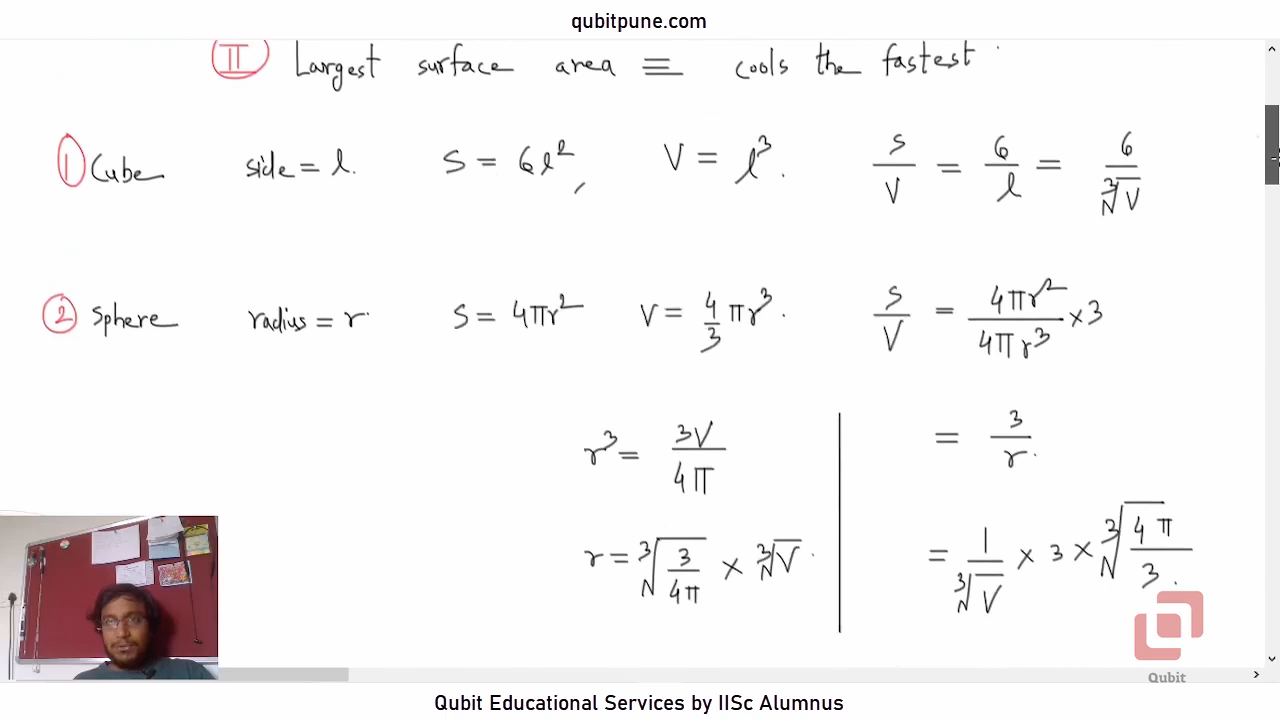 qubitpune.com
II Largest surface area ≡ cools the fastest
① Cube side = l. S = 6l², V = l³. S/V = 6/l = 6/∛V
② Sphere radius = r. S = 4πr² V = 4/3 πr³. S/V = 4πr²/4πr³ × 3
r³ = 3V/4π = 3/r.
r = ∛(3/4π) × ∛V. = 1/∛V × 3 × ∛(4π/3).
Qubit
Qubit Educational Services by IISc Alumnus